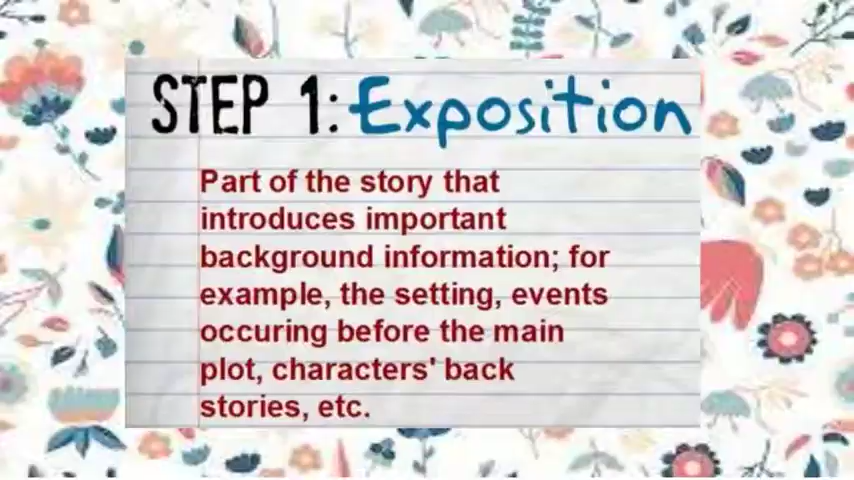 STEP 1: Exposition
Part of the story that
introduces important
background information; for
example, the setting, events
occuring before the main
plot, characters' back
stories, etc.